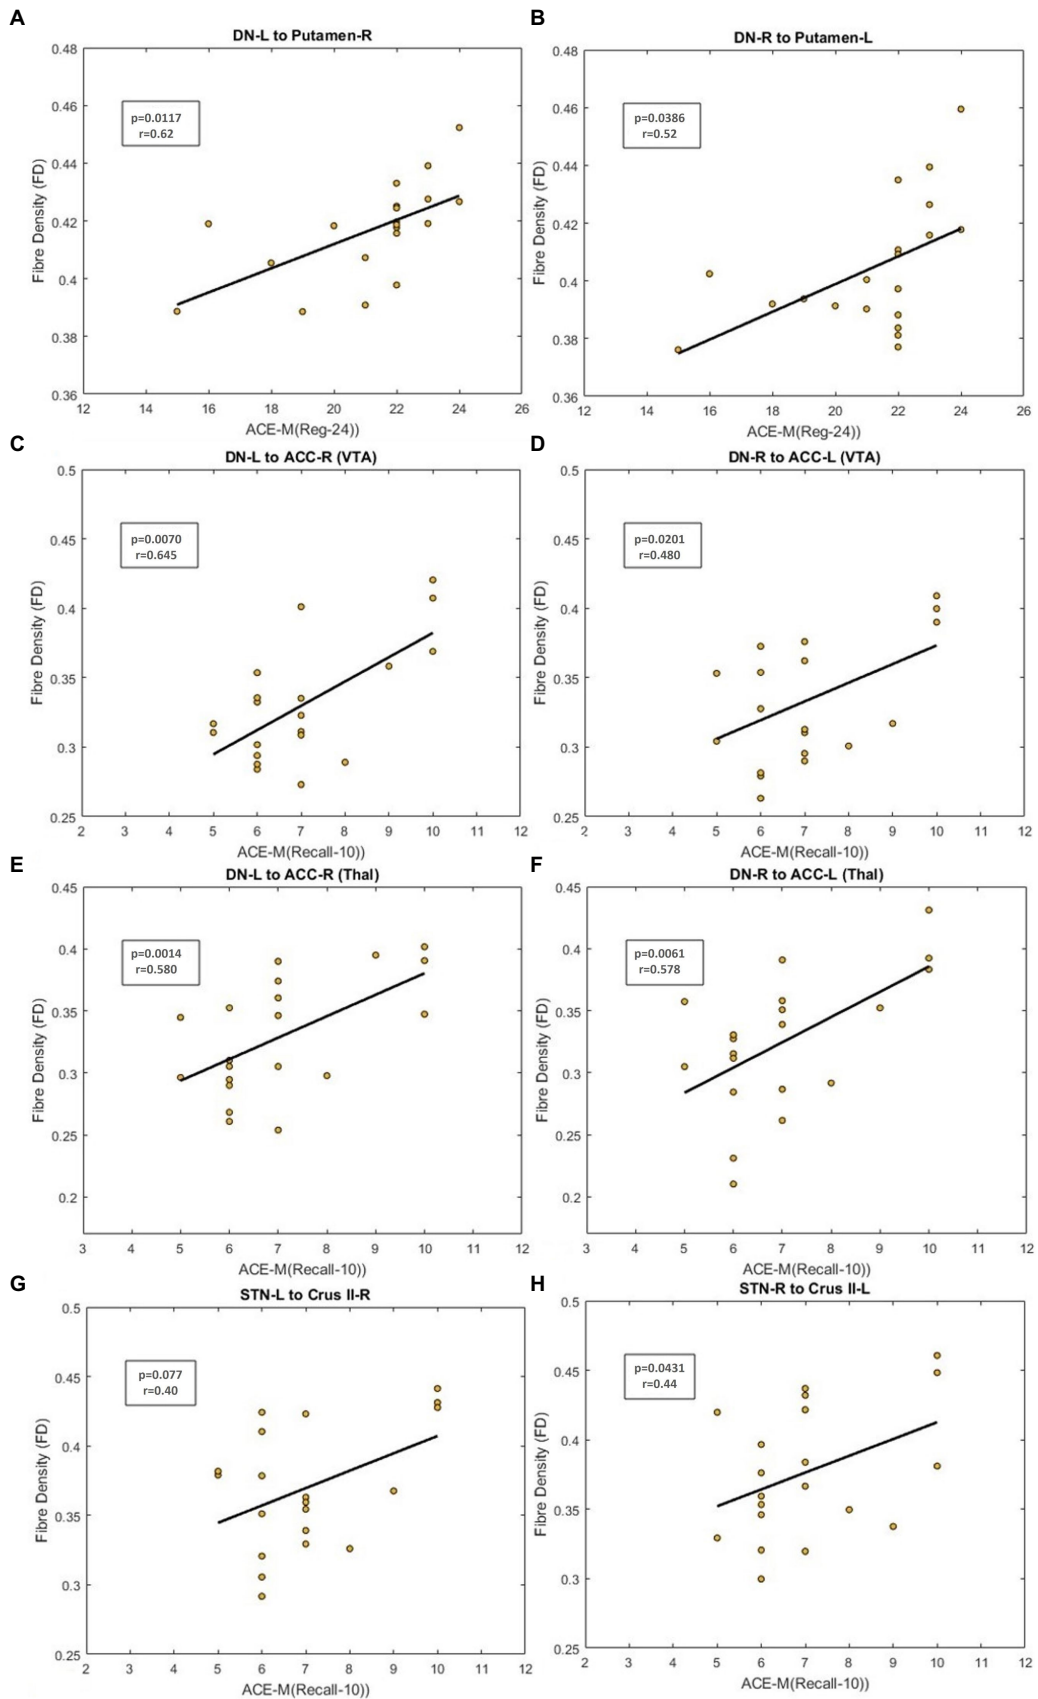 A
DN-L to Putamen-R
0.48
0.46
0.44
0.42
0.4
0.38
0.36
Fibre Density (FD)
p=0.0117
r=0.62
12 14 16 18 20 22 24 26
ACE-M(Reg-24))
B
DN-R to Putamen-L
0.48
0.46
0.44
0.42
0.4
0.38
0.36
Fibre Density (FD)
p=0.0386
r=0.52
12 14 16 18 20 22 24 26
ACE-M(Reg-24))
C
DN-L to ACC-R (VTA)
0.5
0.45
0.4
0.35
0.3
0.25
Fibre Density (FD)
p=0.0070
r=0.645
2 3 4 5 6 7 8 9 10 11 12
ACE-M(Recall-10))
D
DN-R to ACC-L (VTA)
0.5
0.45
0.4
0.35
0.3
0.25
Fibre Density (FD)
p=0.0201
r=0.480
2 3 4 5 6 7 8 9 10 11 12
ACE-M(Recall-10))
E
DN-L to ACC-R (Thal)
0.45
0.4
0.35
0.3
0.25
0.2
Fibre Density (FD)
p=0.0014
r=0.580
3 4 5 6 7 8 9 10 11 12
ACE-M(Recall-10))
F
DN-R to ACC-L (Thal)
0.45
0.4
0.35
0.3
0.25
0.2
Fibre Density (FD)
p=0.0061
r=0.578
3 4 5 6 7 8 9 10 11 12
ACE-M(Recall-10))
G
STN-L to Crus II-R
0.5
0.45
0.4
0.35
0.3
0.25
Fibre Density (FD)
p=0.077
r=0.40
2 3 4 5 6 7 8 9 10 11 12
ACE-M(Recall-10))
H
STN-R to Crus II-L
0.5
0.45
0.4
0.35
0.3
0.25
Fibre Density (FD)
p=0.0431
r=0.44
2 3 4 5 6 7 8 9 10 11 12
ACE-M(Recall-10))